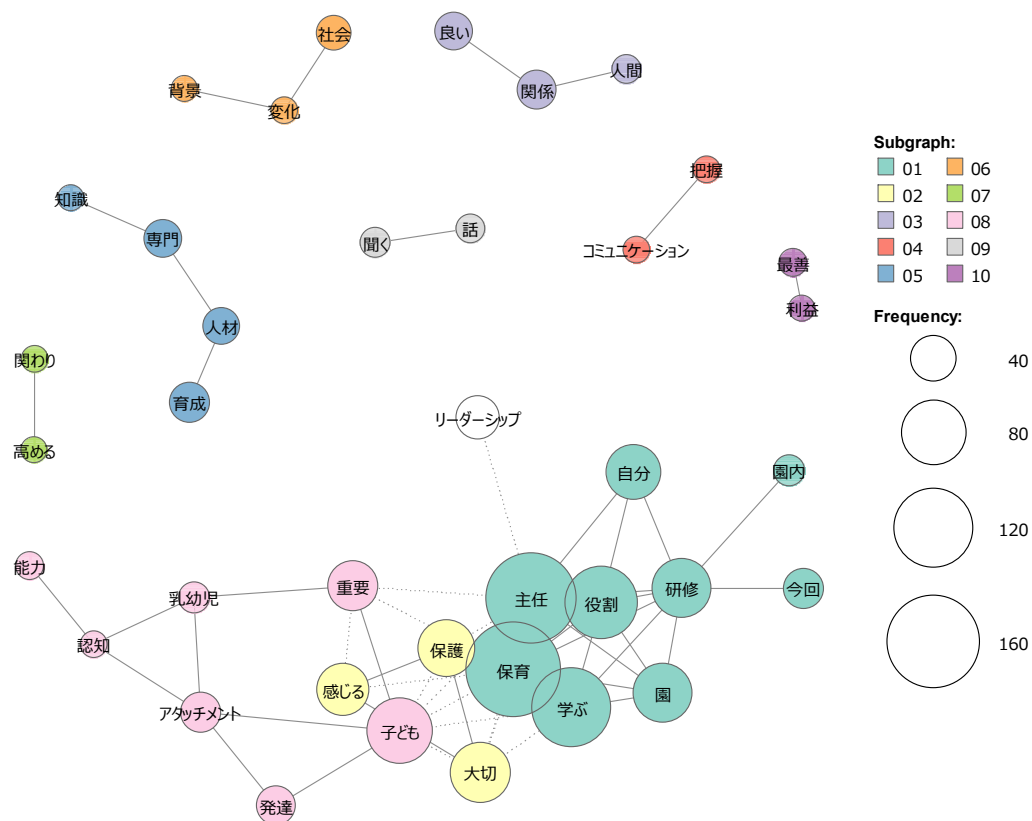 社会
良い
背景
変化
関係
人間
把握
知識
専門
聞く
話
コミュニケーション
最善
利益
人材
関わり
育成
高める
リーダーシップ
自分
園内
能力
乳幼児
重要
主任
役割
研修
今回
認知
保護
保育
感じる
園
アタッチメント
子ども
学ぶ
大切
発達
Subgraph:
01
06
02
07
03
08
04
09
05
10
Frequency:
40
80
120
160